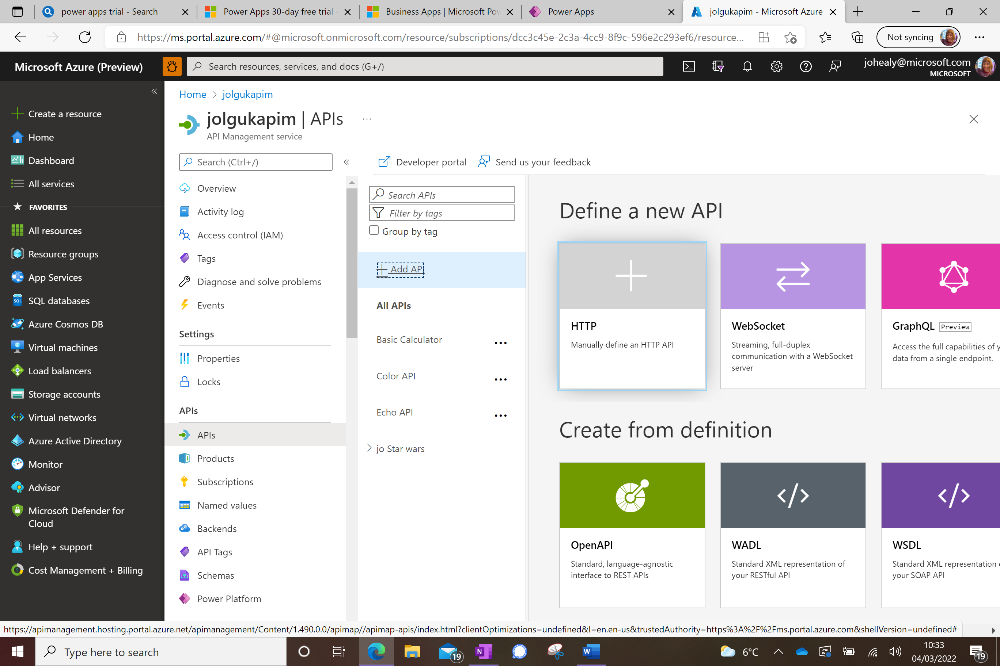 power apps trial - Search
Power Apps 30-day free trial -
Business Apps | Microsoft Pow
Power Apps
jolgukapim - Microsoft Azure
https://ms.portal.azure.com/#@microsoft.onmicrosoft.com/resource/subscriptions/dcc3c45e-2c3a-4cc9-8f9c-596e2c293ef6/resource...
Not syncing
Microsoft Azure (Preview)
Search resources, services, and docs (G+/)
johealy@microsoft.com
MICROSOFT
Create a resource
Home
Dashboard
All services
FAVORITES
All resources
Resource groups
App Services
SQL databases
Azure Cosmos DB
Virtual machines
Load balancers
Storage accounts
Virtual networks
Azure Active Directory
Monitor
Advisor
Microsoft Defender for
Cloud
Help + support
Cost Management + Billing
Home > jolgukapim
jolgukapim | APIs ...
API Management service
Search (Ctrl+/)
Overview
Activity log
Access control (IAM)
Tags
Diagnose and solve problems
Events
Settings
Properties
Locks
APIs
APIs
Products
Subscriptions
Named values
Backends
API Tags
Schemas
Power Platform
Developer portal
Send us your feedback
Search APIs
Filter by tags
Group by tag
+ Add API
All APIs
Basic Calculator
Color API
Echo API
jo Star wars
Define a new API
HTTP
Manually define an HTTP API
WebSocket
Streaming, full-duplex
communication with a WebSocket
server
GraphQL Preview
Access the full capabilities of y
data from a single endpoint.
Create from definition
OpenAPI
Standard, language-agnostic
interface to REST APIs
WADL
Standard XML representation of
your RESTful API
WSDL
Standard XML representation
your SOAP API
https://apimanagement.hosting.portal.azure.net/apimanagement/Content/1.490.0.0/apimap//apimap-apis/index.html?clientOptimizations=undefined&l=en.en-us&trustedAuthority=https%3A%2F%2Fms.portal.azure.com&shellVersion=undefined#
Type here to search
19
6°C
10:33
04/03/2022
19